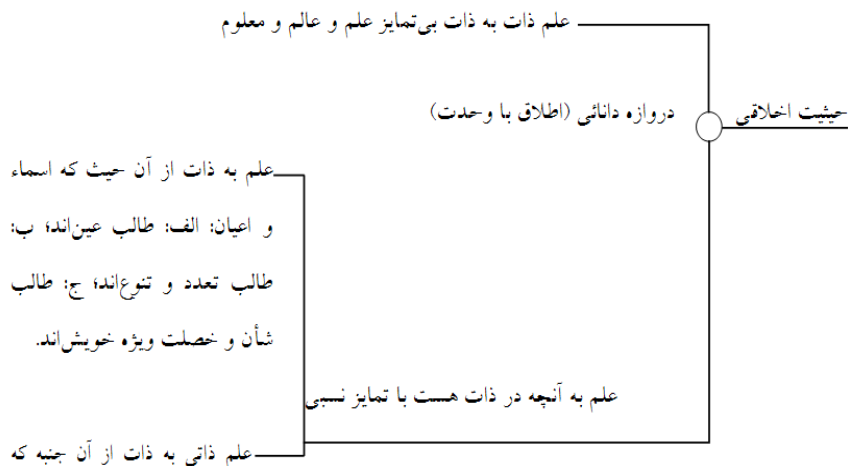 علم ذات به ذات بی‌تمایز علم و عالم و معلوم
حیثیت اخلاقی
دروازه دانائی (اطلاق با وحدت)
علم به ذات از آن حیث که اسماء
و اعیان: الف: طالب عین‌اند؛ ب:
طالب تعدد و تنوع‌اند؛ ج: طالب
شأن و خصلت ویژه خویش‌اند.
علم به آنچه در ذات هست با تمایز نسبی
علم ذاتی به ذات از آن جنبه که